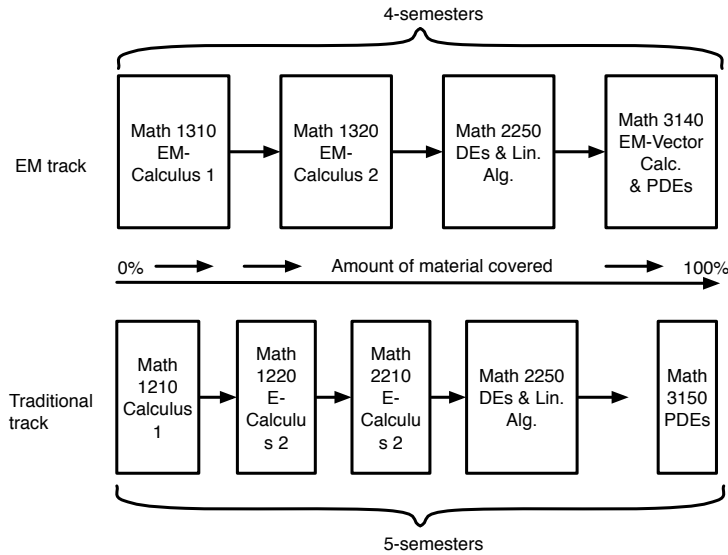 4-semesters
EM track
Math 1310
EM-
Calculus 1
Math 1320
EM-
Calculus 2
Math 2250
DEs & Lin.
Alg.
Math 3140
EM-Vector
Calc.
& PDEs
0%
Amount of material covered
100%
Traditional
track
Math
1210
Calculus
1
Math
1220
E-
Calculu
s 2
Math
2210
E-
Calculu
s 2
Math 2250
DEs & Lin.
Alg.
Math
3150
PDEs
5-semesters